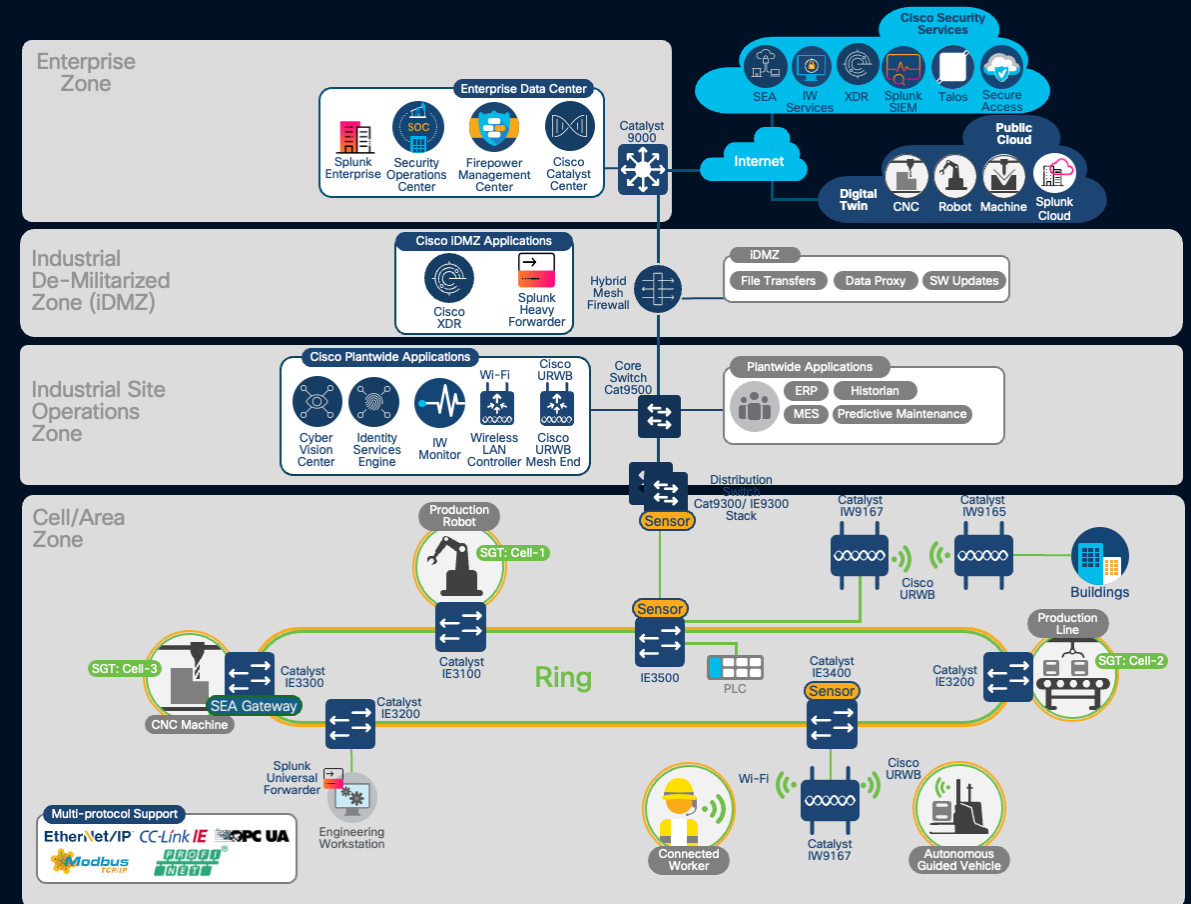 Cisco Security
Services
SEA
IW
Services
XDR
Splunk
SIEM
Talos
Secure
Access
Enterprise
Zone
Enterprise Data Center
SOC
Splunk
Enterprise
Security
Operations
Center
Firepower
Management
Center
Cisco
Catalyst
Center
Catalyst
9000
Internet
Public
Cloud
Digital
Twin
CNC
Robot
Machine
Splunk
Cloud
Industrial
De-Militarized
Zone (iDMZ)
Cisco iDMZ Applications
Cisco
XDR
Splunk
Heavy
Forwarder
Hybrid
Mesh
Firewall
iDMZ
File Transfers
Data Proxy
SW Updates
Industrial Site
Operations
Zone
Cisco Plantwide Applications
Cyber
Vision
Center
Identity
Services
Engine
IW
Monitor
Wi-Fi
Wireless
LAN
Controller
Cisco
URWB
Cisco
URWB
Mesh End
Core
Switch
Cat9500
Plantwide Applications
ERP
Historian
MES
Predictive Maintenance
Distribution
Switch
Cat9300/ IE9300
Stack
Sensor
Cell/Area
Zone
Production
Robot
SGT: Cell-1
Catalyst
IE3100
Catalyst
IW9167
Catalyst
IW9165
Cisco
URWB
Buildings
Sensor
IE3500
PLC
Ring
SGT: Cell-3
Catalyst
IE3300
SEA Gateway
CNC Machine
Catalyst
IE3200
Production
Line
SGT: Cell-2
Catalyst
IE3400
Sensor
Catalyst
IE3200
Splunk
Universal
Forwarder
Engineering
Workstation
Wi-Fi
Cisco
URWB
Connected
Worker
Catalyst
IW9167
Autonomous
Guided Vehicle
Multi-protocol Support
EtherNet/IP
CC-Link IE
OPC UA
Modbus
TCP/IP
PROFI
NET